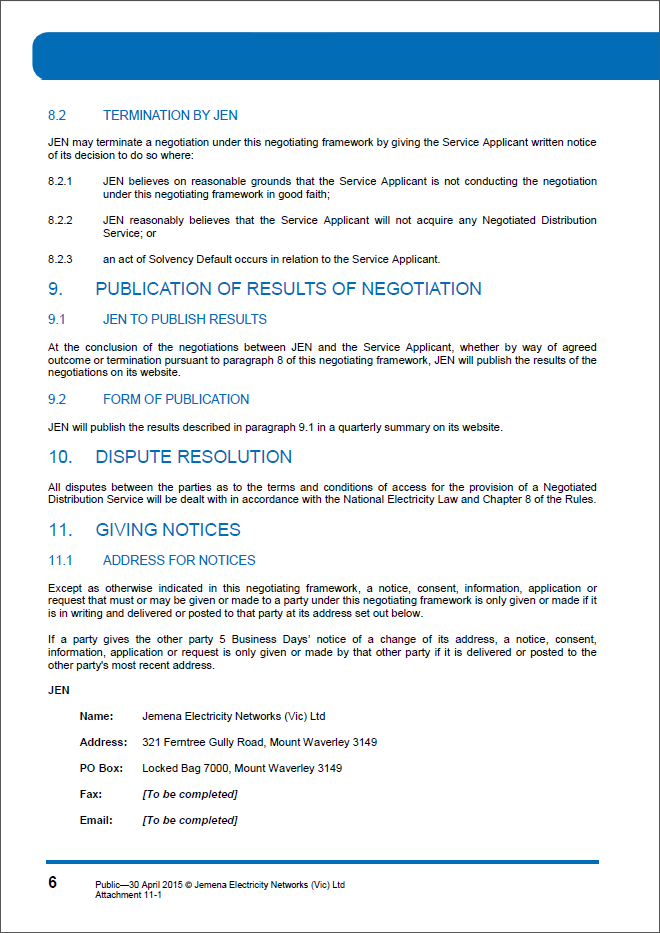 8.2 TERMINATION BY JEN
JEN may terminate a negotiation under this negotiating framework by giving the Service Applicant written notice
of its decision to do so where:
8.2.1 JEN believes on reasonable grounds that the Service Applicant is not conducting the negotiation
under this negotiating framework in good faith;
8.2.2 JEN reasonably believes that the Service Applicant will not acquire any Negotiated Distribution
Service; or
8.2.3 an act of Solvency Default occurs in relation to the Service Applicant.
9. PUBLICATION OF RESULTS OF NEGOTIATION
9.1 JEN TO PUBLISH RESULTS
At the conclusion of the negotiations between JEN and the Service Applicant, whether by way of agreed
outcome or termination pursuant to paragraph 8 of this negotiating framework, JEN will publish the results of the
negotiations on its website.
9.2 FORM OF PUBLICATION
JEN will publish the results described in paragraph 9.1 in a quarterly summary on its website.
10. DISPUTE RESOLUTION
All disputes between the parties as to the terms and conditions of access for the provision of a Negotiated
Distribution Service will be dealt with in accordance with the National Electricity Law and Chapter 8 of the Rules.
11. GIVING NOTICES
11.1 ADDRESS FOR NOTICES
Except as otherwise indicated in this negotiating framework, a notice, consent, information, application or
request that must or may be given or made to a party under this negotiating framework is only given or made if it
is in writing and delivered or posted to that party at its address set out below.
If a party gives the other party 5 Business Days' notice of a change of its address, a notice, consent,
information, application or request is only given or made by that other party if it is delivered or posted to the
other party's most recent address.
JEN
Name: Jemena Electricity Networks (Vic) Ltd
Address: 321 Ferntree Gully Road, Mount Waverley 3149
PO Box: Locked Bag 7000, Mount Waverley 3149
Fax: [To be completed]
Email: [To be completed]
6 Public—30 April 2015 © Jemena Electricity Networks (Vic) Ltd
Attachment 11-1